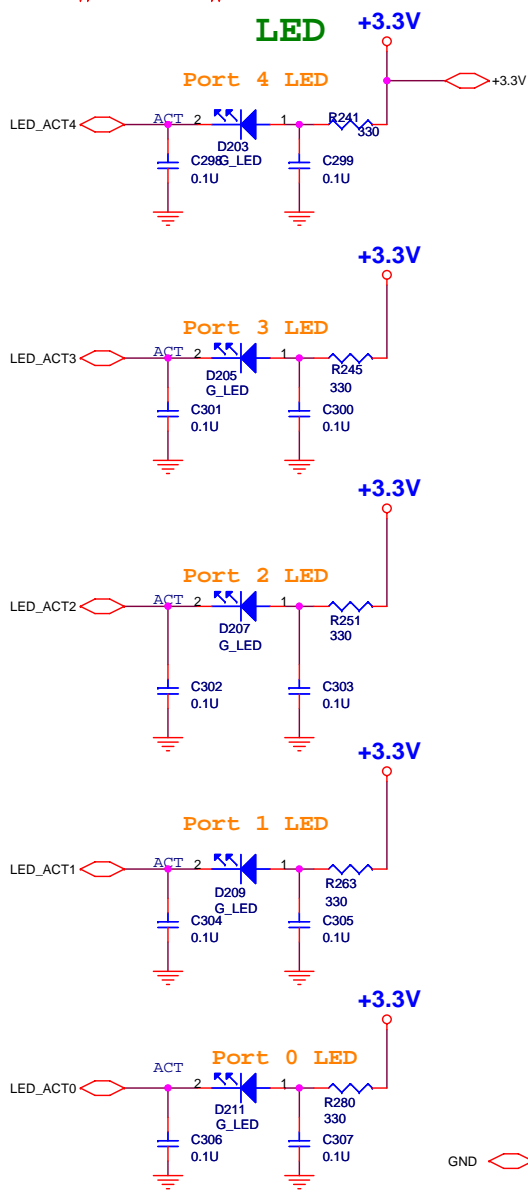 LED
+3.3V
+3.3V
Port 4 LED
LED_ACT4
ACT
2
1
R241
330
D203
G_LED
C298
0.1U
C299
0.1U
+3.3V
Port 3 LED
LED_ACT3
ACT
2
1
R245
330
D205
G_LED
C301
0.1U
C300
0.1U
+3.3V
Port 2 LED
LED_ACT2
ACT
2
1
R251
330
D207
G_LED
C302
0.1U
C303
0.1U
+3.3V
Port 1 LED
LED_ACT1
ACT
2
1
R263
330
D209
G_LED
C304
0.1U
C305
0.1U
+3.3V
Port 0 LED
LED_ACT0
ACT
2
1
R280
330
D211
G_LED
C306
0.1U
C307
0.1U
GND